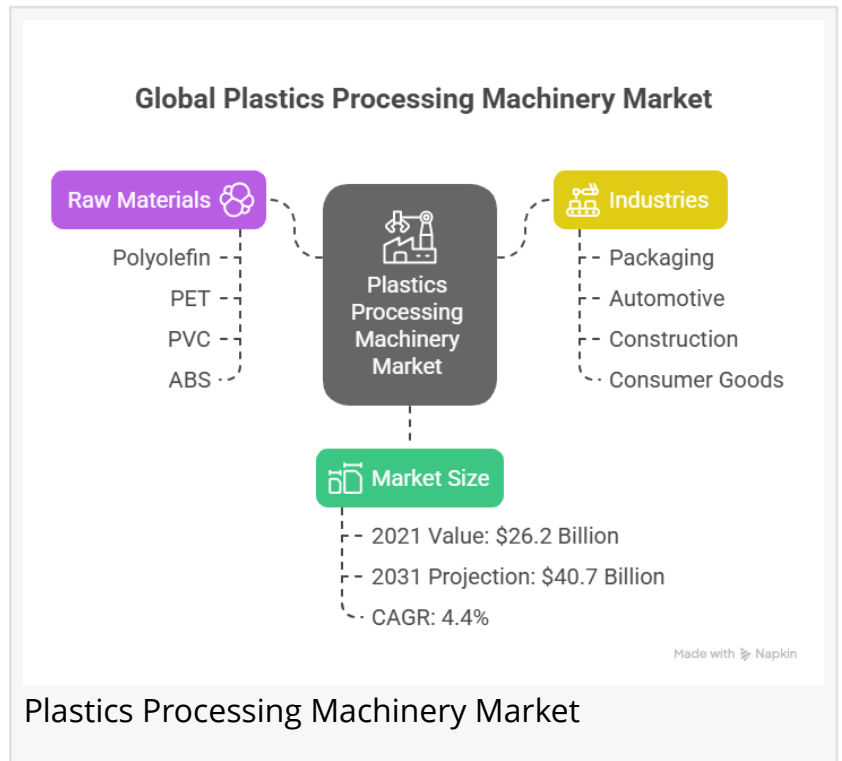 Global Plastics Processing Machinery Market
Raw Materials
Polyolefin
PET
PVC
ABS
Plastics
Processing
Machinery
Market
Industries
Packaging
Automotive
Construction
Consumer Goods
Market Size
2021 Value: $26.2 Billion
2031 Projection: $40.7 Billion
CAGR: 4.4%
Made with Napkin
Plastics Processing Machinery Market